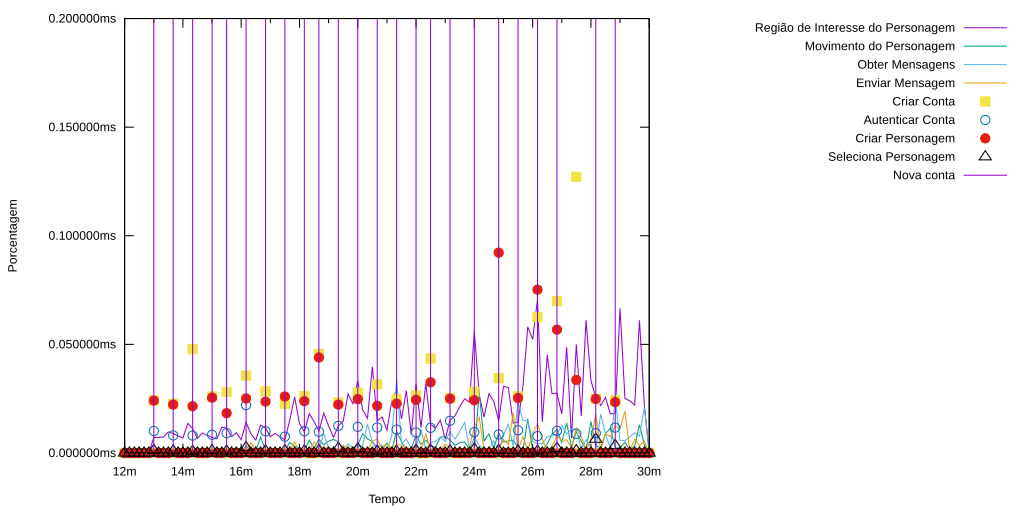 0.200000ms
0.150000ms
0.100000ms
0.050000ms
0.000000ms
Porcentagem
12m 14m 16m 18m 20m 22m 24m 26m 28m 30m
Tempo
Região de Interesse do Personagem
Movimento do Personagem
Obter Mensagens
Enviar Mensagem
Criar Conta
Autenticar Conta
Criar Personagem
Seleciona Personagem
Nova conta